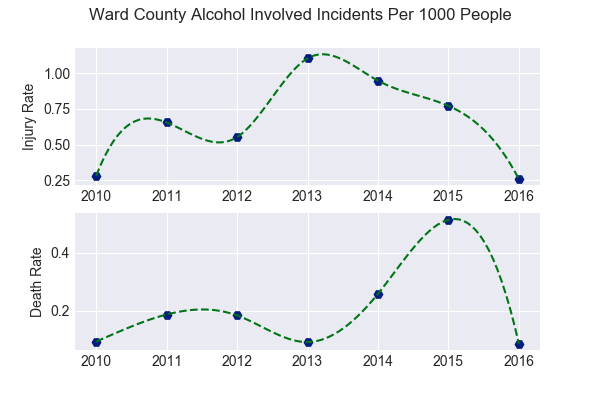 Ward County Alcohol Involved Incidents Per 1000 People
Injury Rate
1.00
0.75
0.50
0.25
2010 2011 2012 2013 2014 2015 2016
Death Rate
0.4
0.2
2010 2011 2012 2013 2014 2015 2016